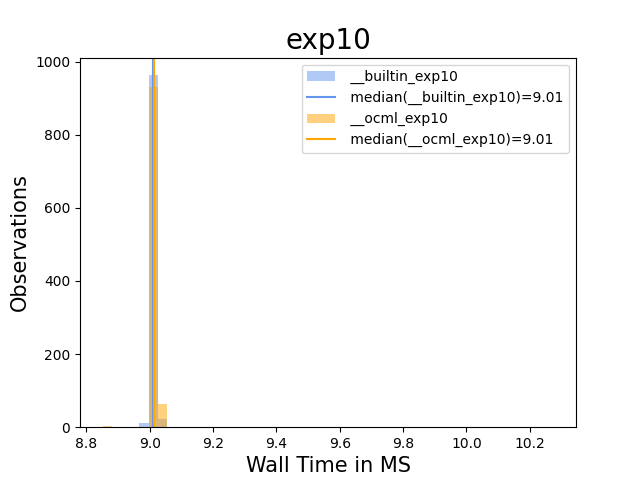 exp10
__builtin_exp10
median(__builtin_exp10)=9.01
__ocml_exp10
median(__ocml_exp10)=9.01
Observations
1000
800
600
400
200
0
8.8 9.0 9.2 9.4 9.6 9.8 10.0 10.2
Wall Time in MS